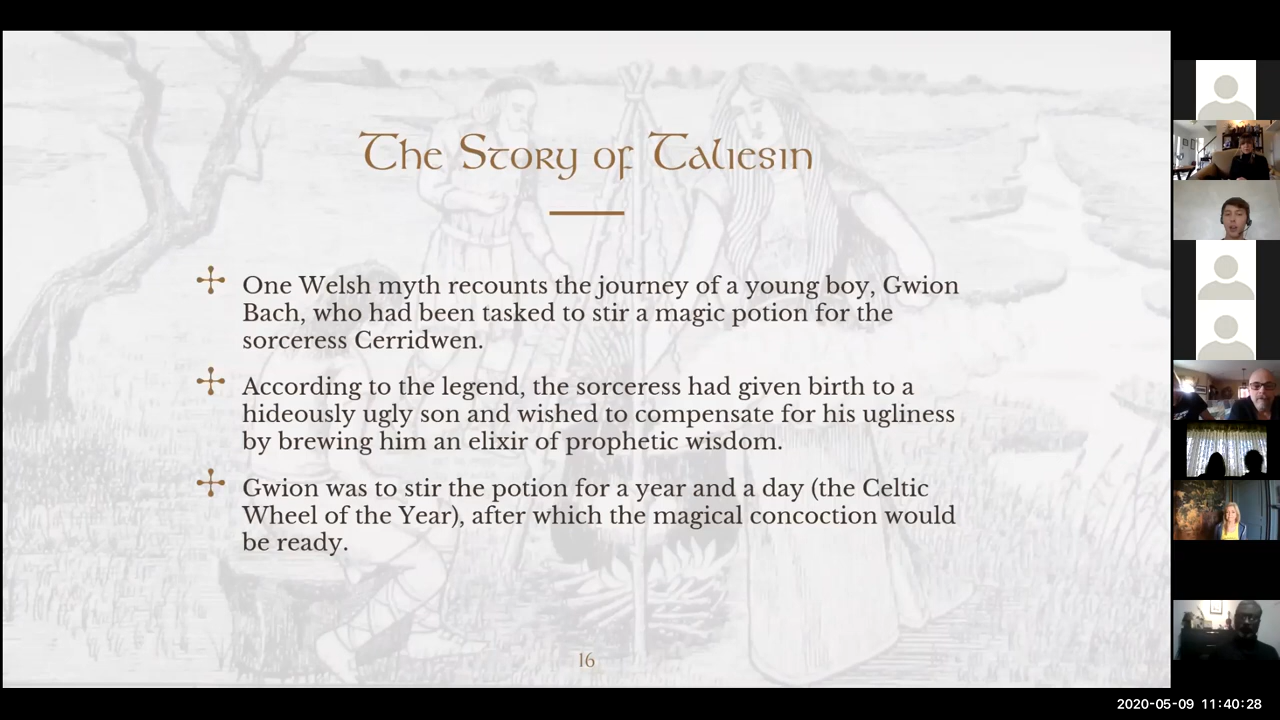 The Story of Taliesin
One Welsh myth recounts the journey of a young boy, Gwion
Bach, who had been tasked to stir a magic potion for the
sorceress Cerridwen.
According to the legend, the sorceress had given birth to a
hideously ugly son and wished to compensate for his ugliness
by brewing him an elixir of prophetic wisdom.
Gwion was to stir the potion for a year and a day (the Celtic
Wheel of the Year), after which the magical concoction would
be ready.
16
2020-05-09 11:40:28